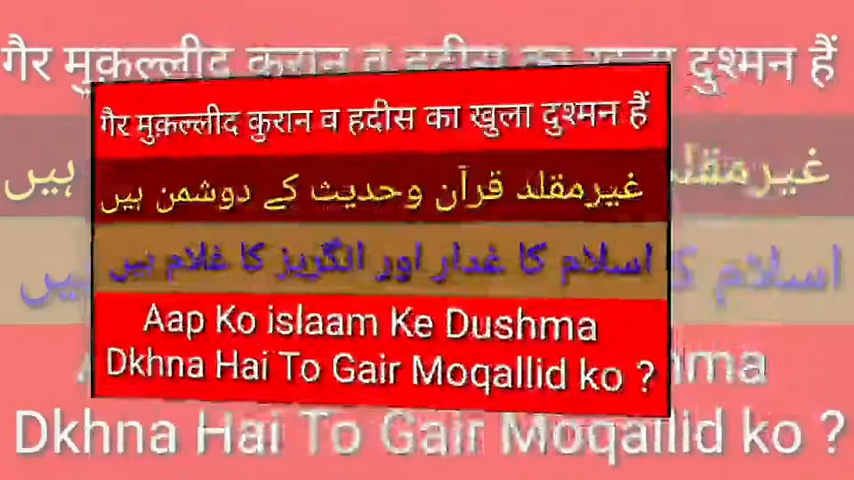 गैर मुक़ल्लीद कुरान व हदीस का खुला दुश्मन हैं
غیرمقلد قرآن وحدیث کے دوشمن ہیں
اسلام کا غدار اور انگریز کا غلام ہیں
Aap Ko islaam Ke Dushma
Dkhna Hai To Gair Moqallid ko ?